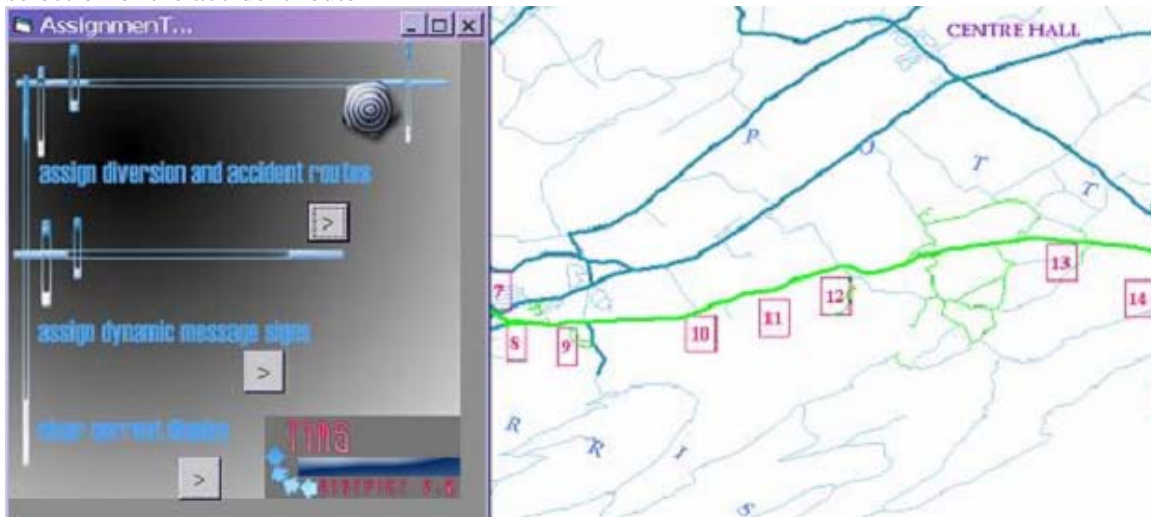 AssignmenT...
assign diversion and accident routes
>
assign dynamic message signs
>
clear current display
>
TIMS
CENTRE HALL
P
O
T
T
7
8
9
10
11
12
13
14
R
R
I
S